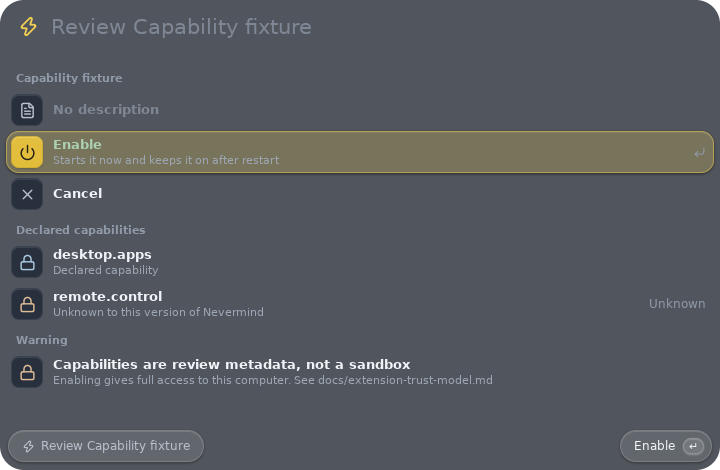 Review Capability fixture
Capability fixture
No description
Enable
Starts it now and keeps it on after restart
Cancel
Declared capabilities
desktop.apps
Declared capability
remote.control
Unknown to this version of Nevermind
Unknown
Warning
Capabilities are review metadata, not a sandbox
Enabling gives full access to this computer. See docs/extension-trust-model.md
Review Capability fixture
Enable